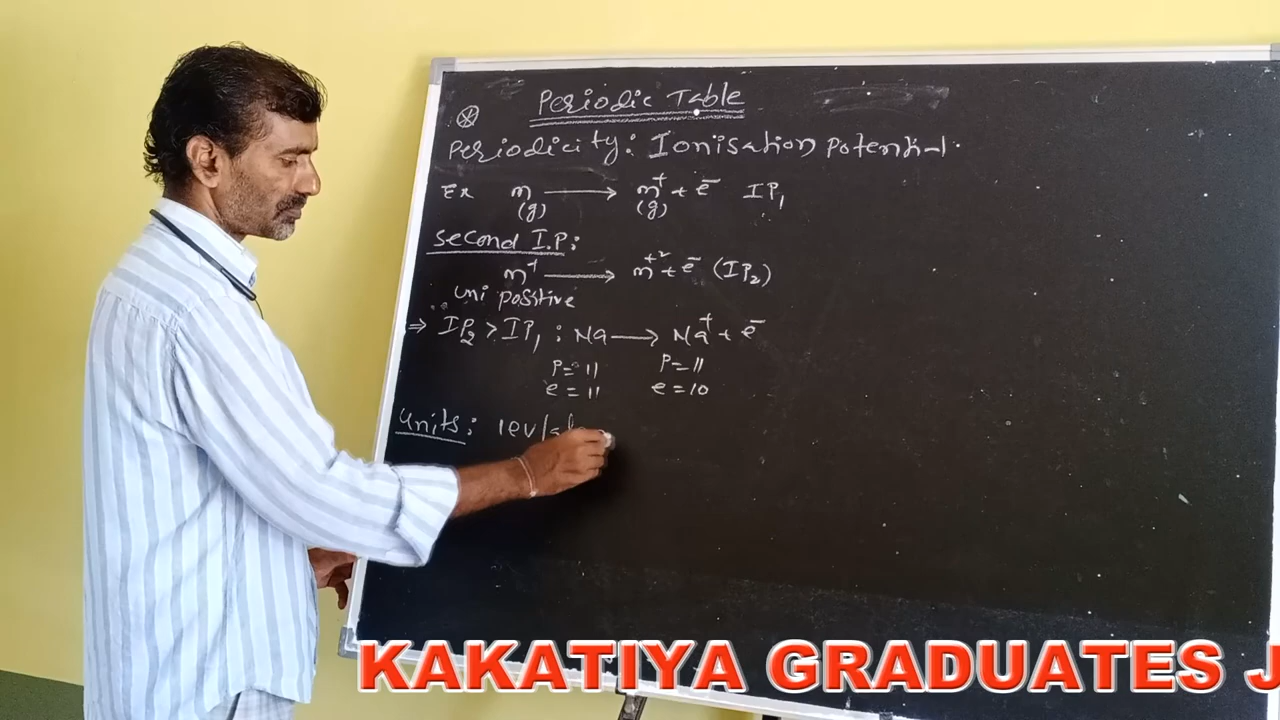 Periodic Table
Periodicity: Ionisation Potential.
Ex m(g) ⟶ m⁺(g) + e⁻ IP₁
Second I.P:
m⁺ ⟶ m⁺² + e⁻ (IP₂)
uni positive
⇒ IP₂ > IP₁ : Na ⟶ Na⁺ + e⁻
P = 11 P = 11
e = 11 e = 10
Units: 1ev/
KAKATIYA GRADUATES J